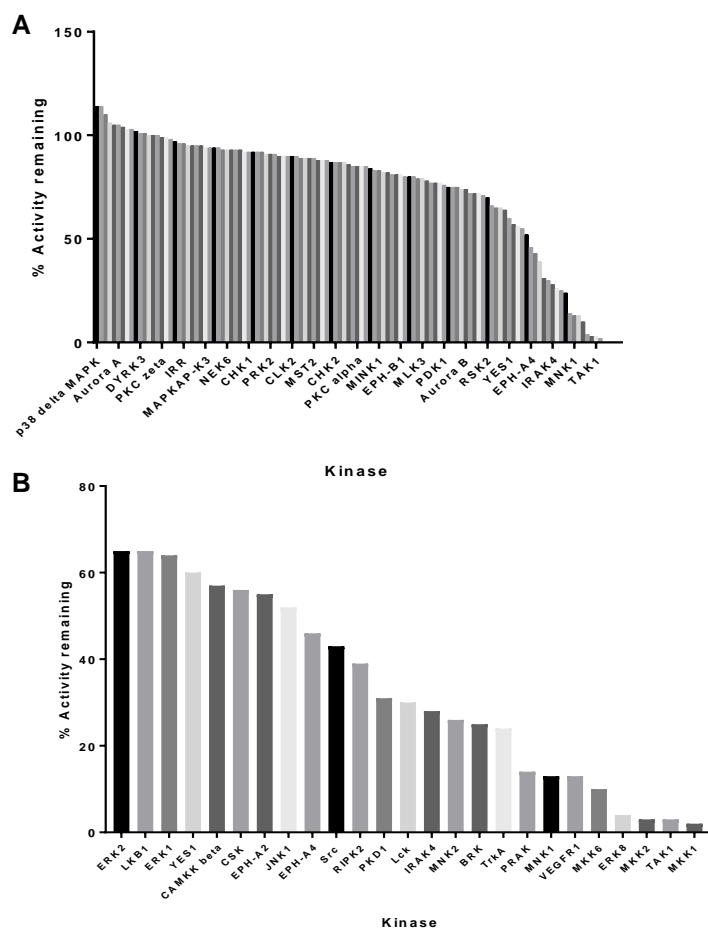 A
150
100
50
0
% Activity remaining
p38 delta MAPK
Aurora A
DYRK3
PKC zeta
IRR
MAPKAP-K3
NEK6
CHK1
PRK2
CLK2
MST2
CHK2
PKC alpha
MINK1
EPH-B1
MLK3
PDK1
Aurora B
RSK2
YES1
EPH-A4
IRAK4
MNK1
TAK1
Kinase
B
80
60
40
20
0
% Activity remaining
ERK2
LKB1
ERK1
YES1
CAMKK beta
CSK
EPH-A2
JNK1
EPH-A4
Src
RIPK2
PKD1
Lck
IRAK4
MNK2
BRK
TrkA
PRAK
MNK1
VEGFR1
MKK6
ERK8
MKK2
TAK1
MKK1
Kinase